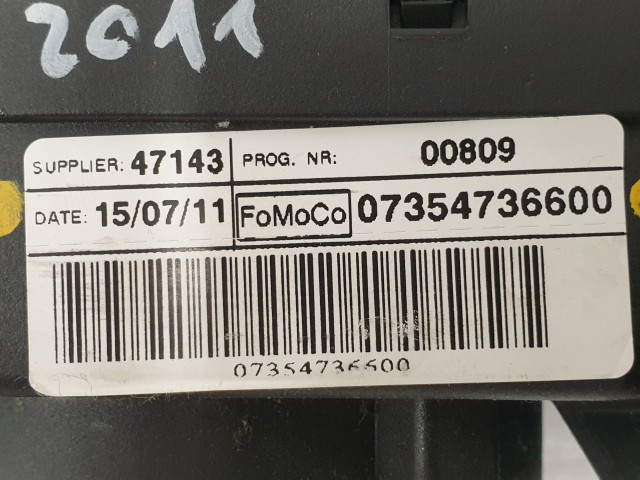 2011
SUPPLIER: 47143 PROG. NR: 00809
DATE: 15/07/11 FoMoCo 07354736600
07354736600